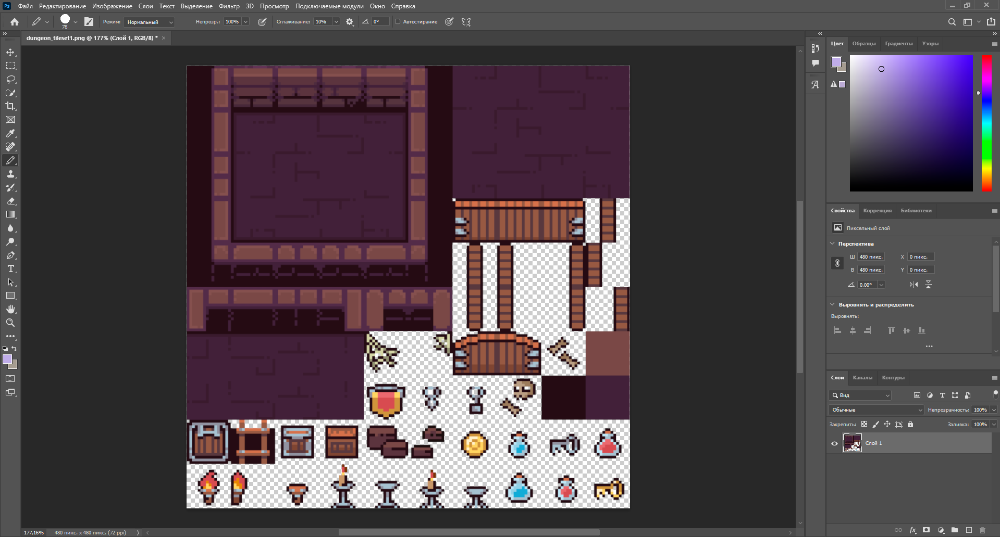 Ps Файл Редактирование Изображение Слои Текст Выделение Фильтр 3D Просмотр Подключаемые модули Окно Справка
78 Режим: Нормальный Непрозр.: 100% Сглаживание: 10% 0° Автостирание
dungeon_tileset1.png @ 177% (Слой 1, RGB/8) * ×
Цвет Образцы Градиенты Узоры
Свойства Коррекция Библиотеки
Пиксельный слой
Перспектива
Ш 480 пикс. X 0 пикс.
В 480 пикс. Y 0 пикс.
0,00°
Выровнять и распределить
Выровнять:
Слои Каналы Контуры
Вид
Обычные Непрозрачность: 100%
Закрепить: Заливка: 100%
Слой 1
177,16% 480 пикс. x 480 пикс. (72 ppi)